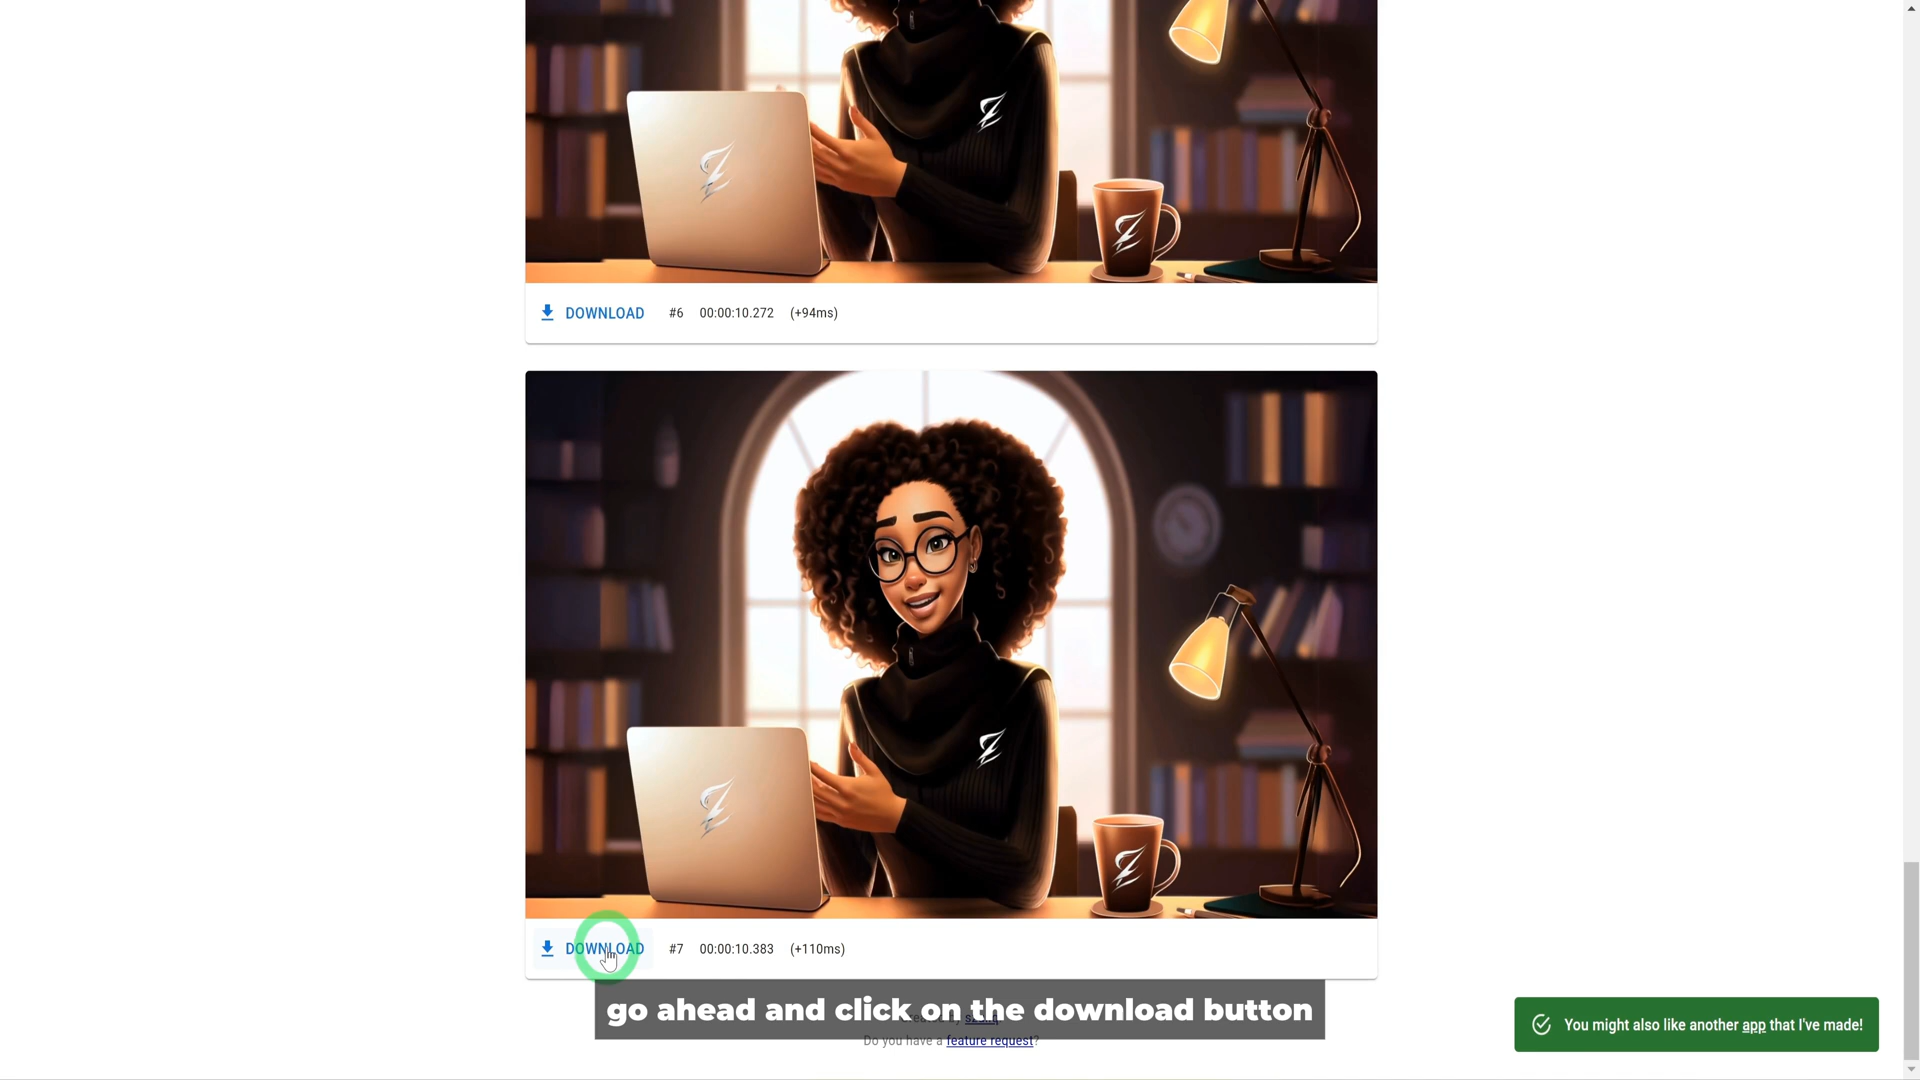 DOWNLOAD #6 00:00:10.272 (+94ms)
DOWNLOAD #7 00:00:10.383 (+110ms)
go ahead and click on the download button
Do you have a feature request?
You might also like another app that I've made!